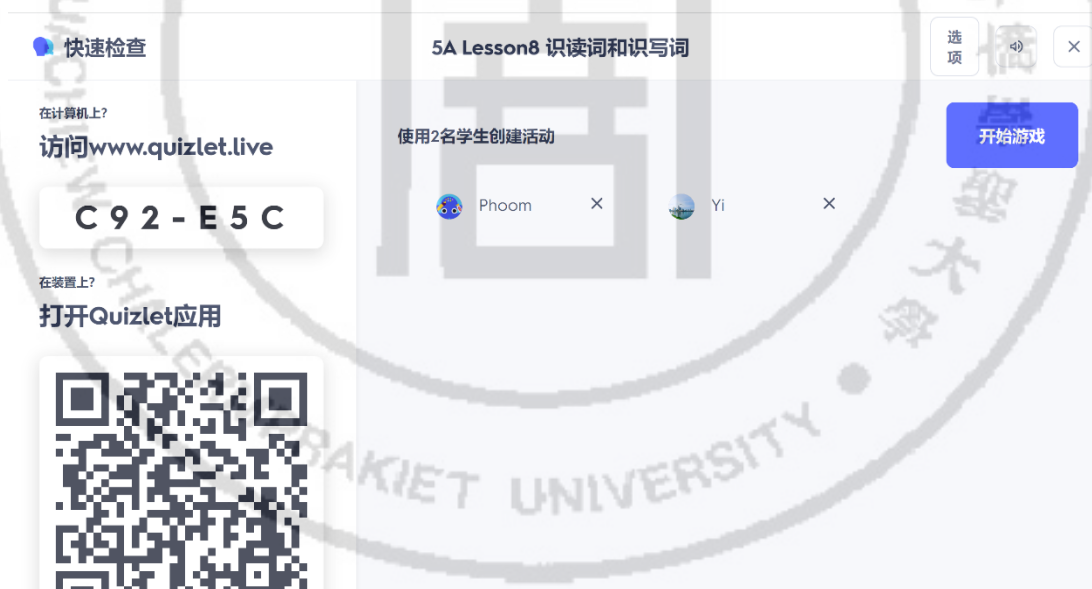 快速检查
5A Lesson8 识读词和识写词
选项
在计算机上?
访问www.quizlet.live
C92-E5C
在装置上?
打开Quizlet应用
使用2名学生创建活动
开始游戏
Phoom
Yi
CHALERMPRAKIET UNIVERSITY